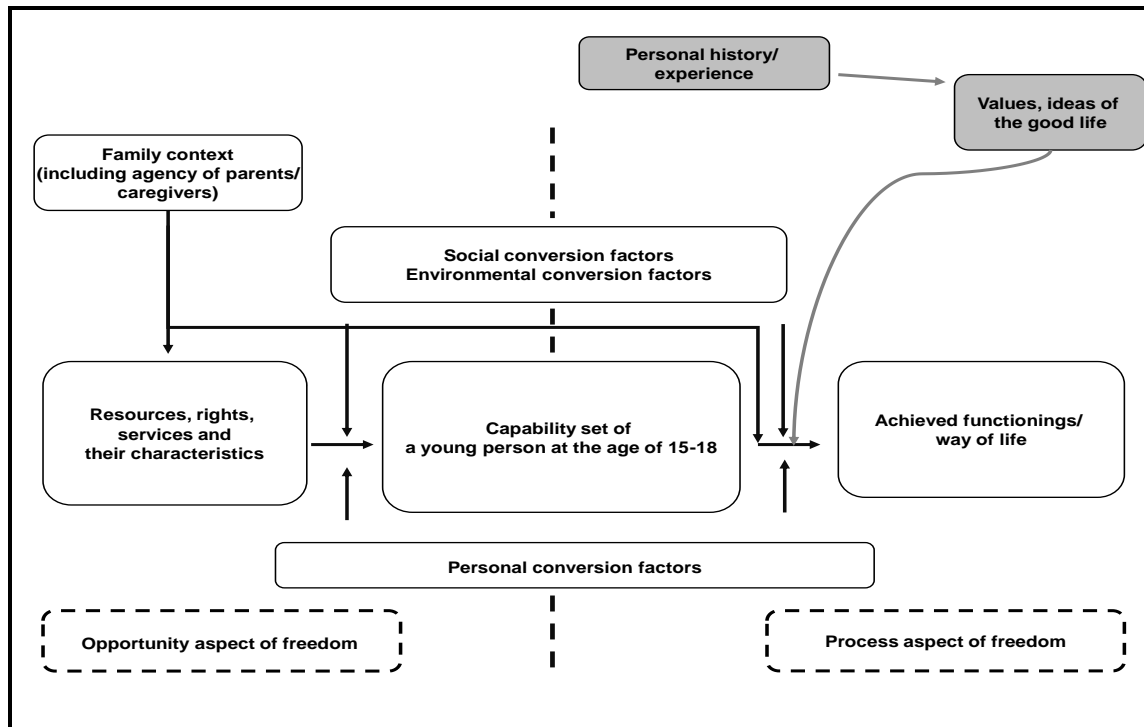 Personal history/
experience
Values, ideas of
the good life
Family context
(including agency of parents/
caregivers)
Social conversion factors
Environmental conversion factors
Resources, rights,
services and
their characteristics
Capability set of
a young person at the age of 15-18
Achieved functionings/
way of life
Personal conversion factors
Opportunity aspect of freedom
Process aspect of freedom